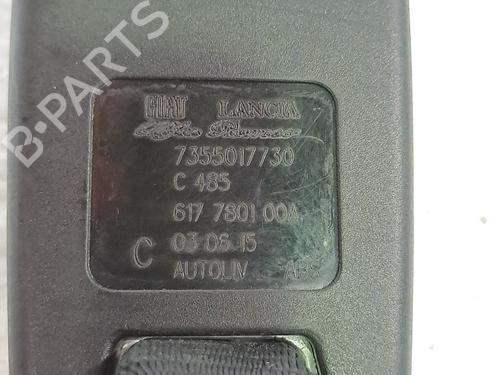 B-PARTS
FIAT LANCIA
Alfa Romeo
7355017730
C 485
617 7801 00A
C 03 06 15
AUTOLIV ABS